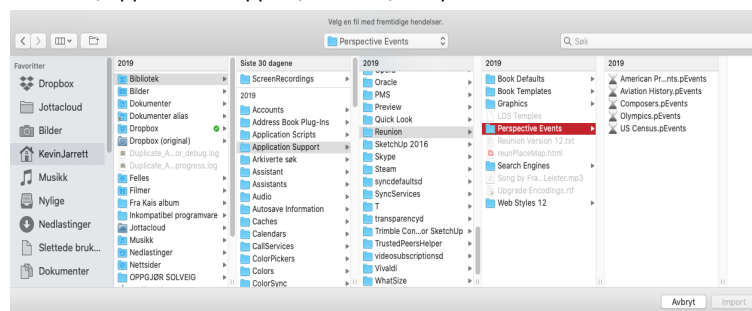 Velg en fil med fremtidige hendelser.
Perspective Events
Søk
Favoritter
Dropbox
Jottacloud
Bilder
KevinJarrett
Musikk
Nylige
Nedlastinger
Slettede bruk...
Dokumenter
2019
Bibliotek
Bilder
Dokumenter
Dokumenter alias
Dropbox
Dropbox (original)
Duplicate_A...or_debug.log
Duplicate_A...progress.log
Felles
Filmer
Fra Kais album
Inkompatibel programvare
Jottacloud
Musikk
Nedlastinger
Nettsider
OPPGJØR SOLVEIG
Siste 30 dagene
ScreenRecordings
2019
Accounts
Address Book Plug-Ins
Application Scripts
Application Support
Arkiverte søk
Assistant
Assistants
Audio
Autosave Information
Caches
Calendars
CallServices
ColorPickers
Colors
ColorSync
2019
Opera
Oracle
PMS
Preview
Quick Look
Reunion
SketchUp 2016
Skype
Steam
syncdefaultsd
SyncServices
T
transparencyd
Trimble Con...or SketchUp
TrustedPeersHelper
videosubscriptionsd
Vivaldi
WhatSize
2019
Book Defaults
Book Templates
Graphics
LDS Temples
Perspective Events
Reunion Version 12.txt
reunPlaceMap.html
Search Engines
Song by Fra...Leister.mp3
Upgrade Encodings.rtf
Web Styles 12
2019
American Pr...nts.pEvents
Aviation History.pEvents
Composers.pEvents
Olympics.pEvents
US Census.pEvents
Avbryt
Import